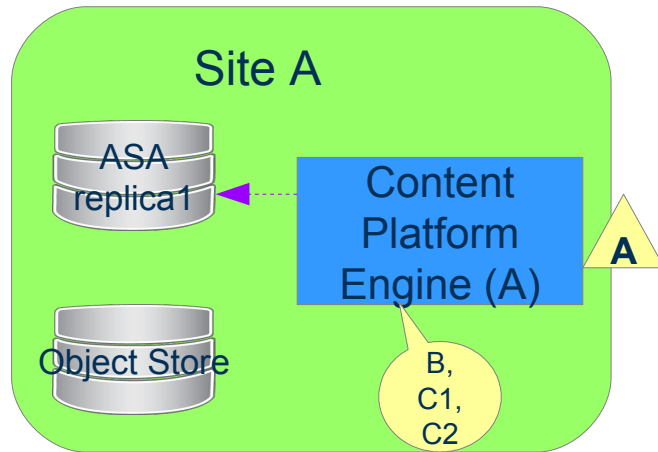 Site A
ASA
replica1
Content
Platform
Engine (A)
A
Object Store
B,
C1,
C2